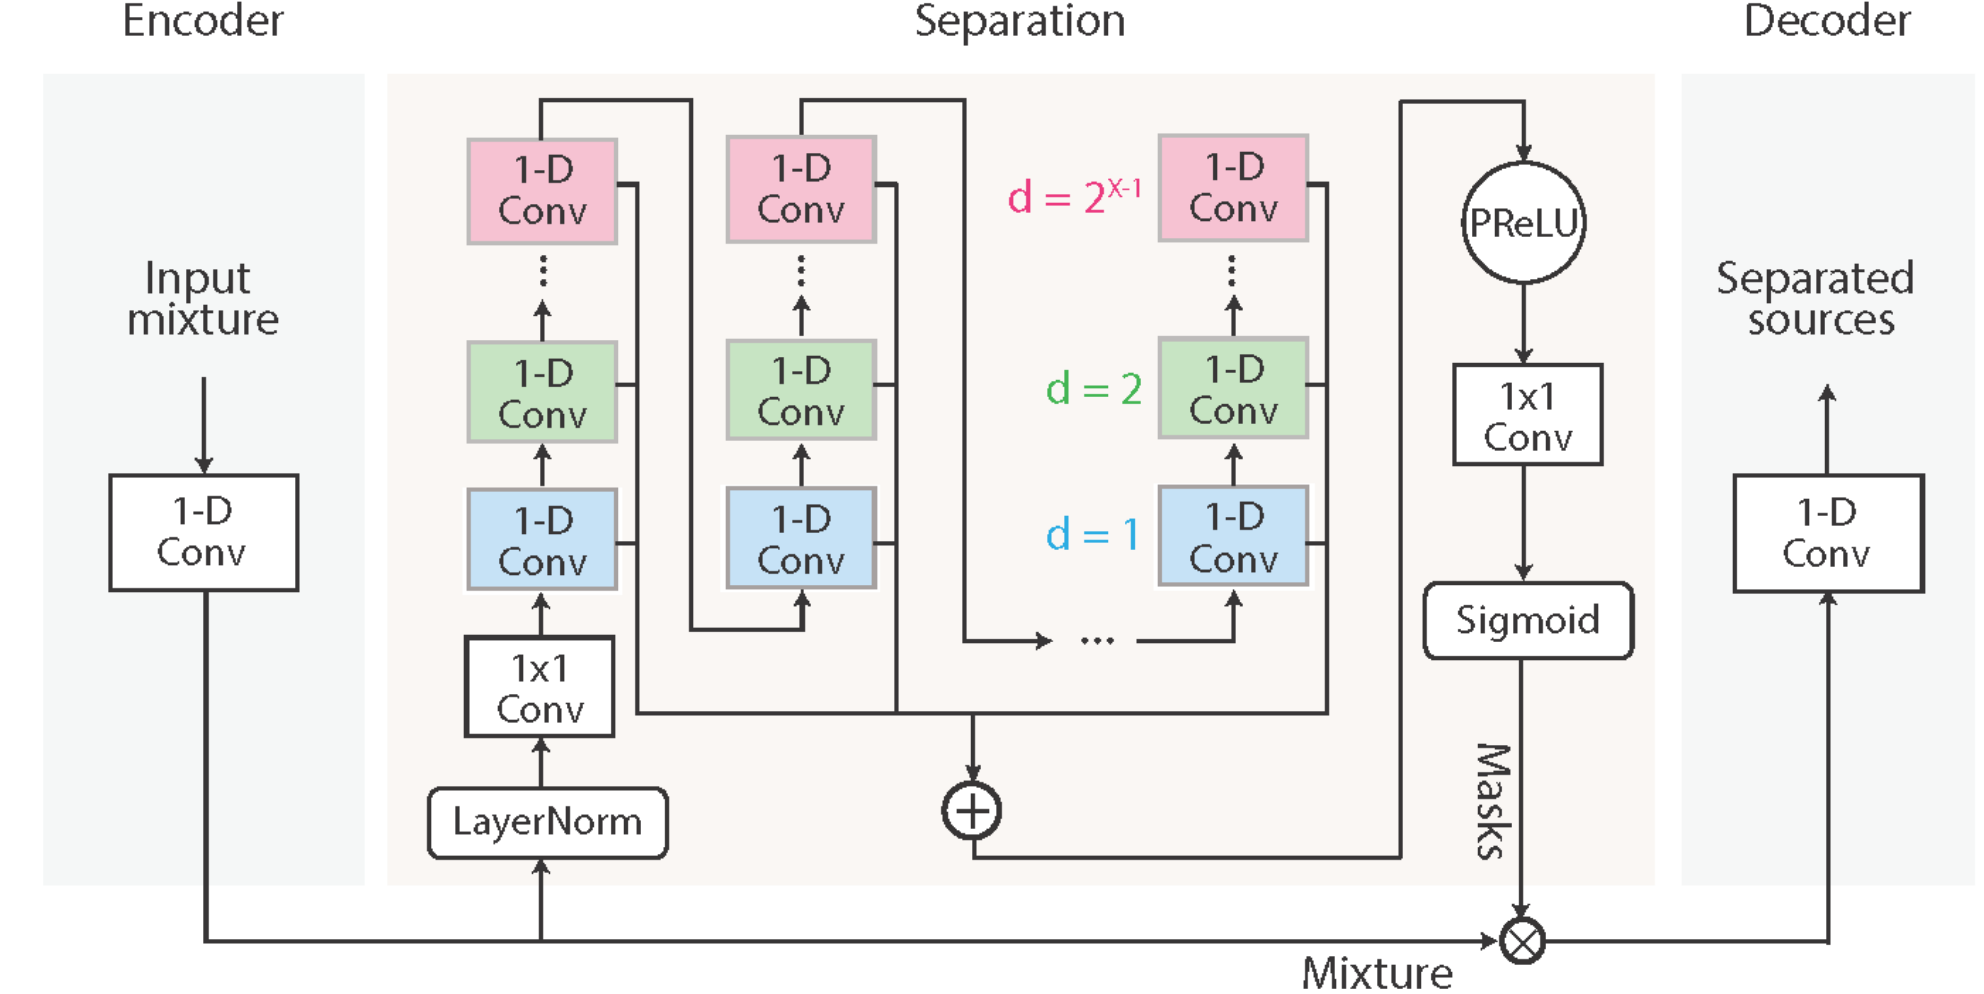 Encoder
Separation
Decoder
Input
mixture
1-D
Conv
1-D
Conv
1-D
Conv
1-D
Conv
1x1
Conv
LayerNorm
1-D
Conv
1-D
Conv
1-D
Conv
...
d = 2^{X-1}
d = 2
d = 1
1-D
Conv
1-D
Conv
1-D
Conv
PReLU
1x1
Conv
Sigmoid
Masks
Mixture
Separated
sources
1-D
Conv